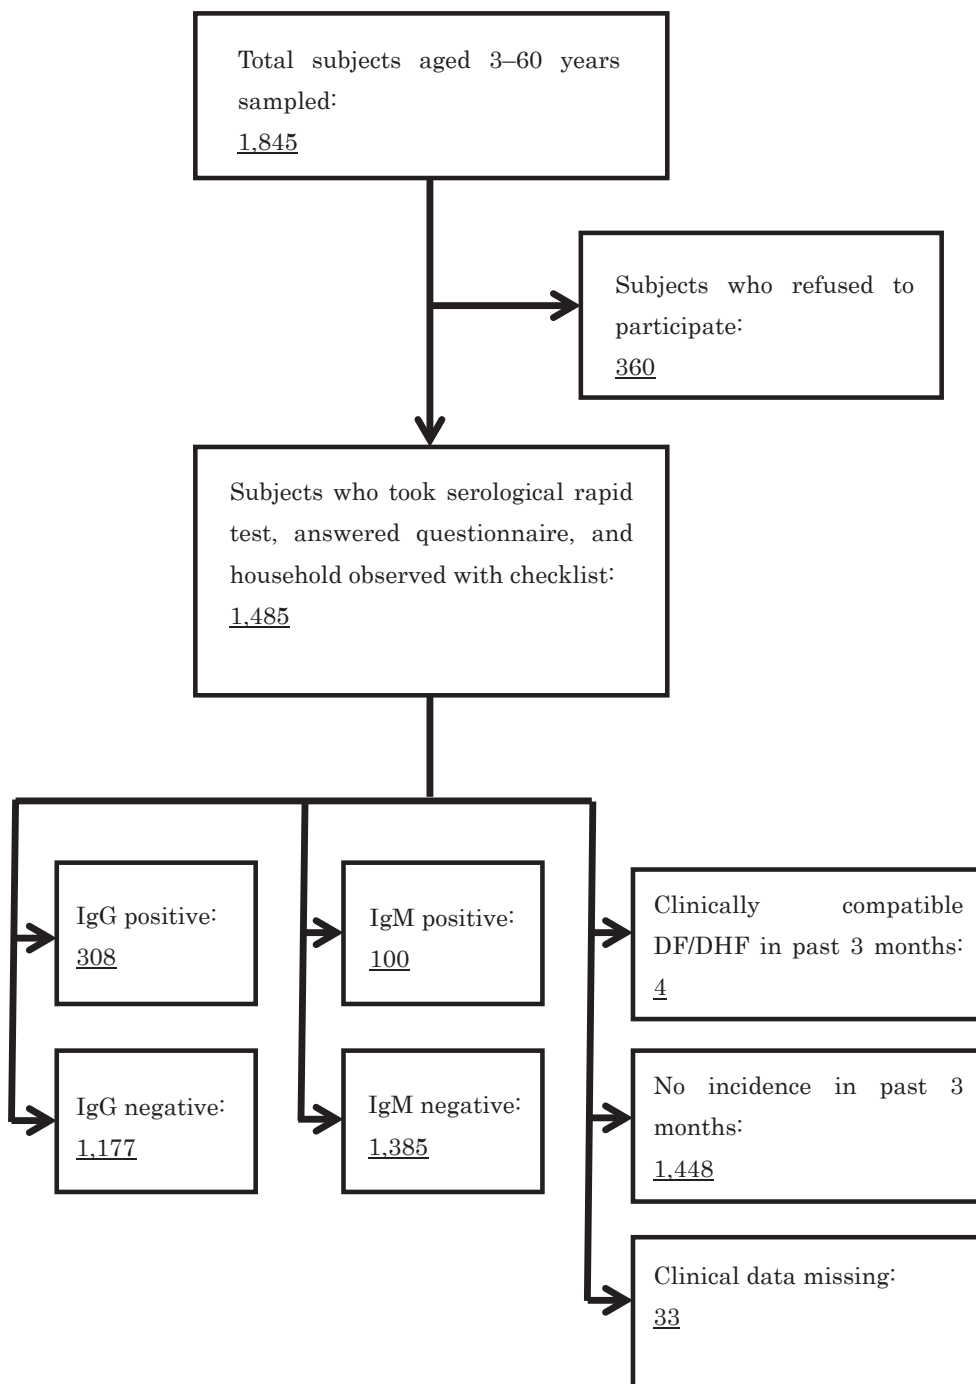 Total subjects aged 3–60 years
sampled:
1,845
Subjects who refused to
participate:
360
Subjects who took serological rapid
test, answered questionnaire, and
household observed with checklist:
1,485
IgG positive:
308
IgM positive:
100
Clinically compatible
DF/DHF in past 3 months:
4
IgG negative:
1,177
IgM negative:
1,385
No incidence in past 3
months:
1,448
Clinical data missing:
33